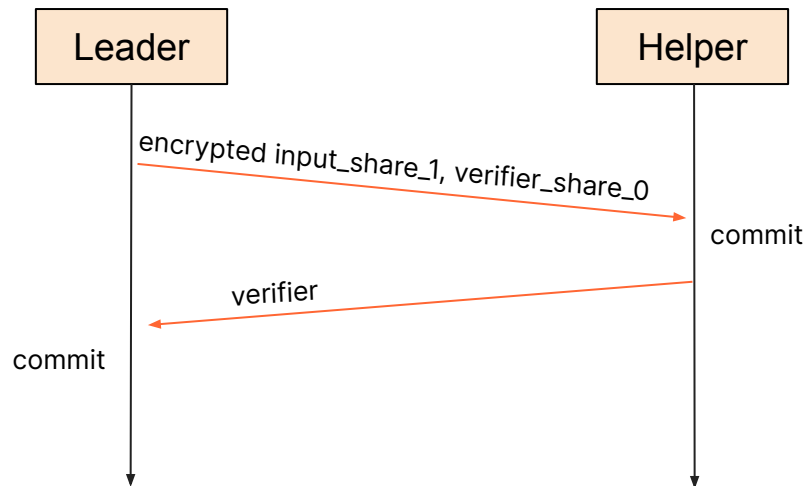 Leader
Helper
encrypted input_share_1, verifier_share_0
commit
verifier
commit